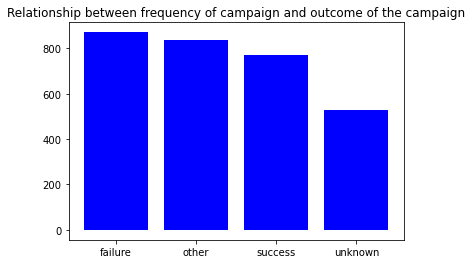 Relationship between frequency of campaign and outcome of the campaign
800
600
400
200
0
failure other success unknown